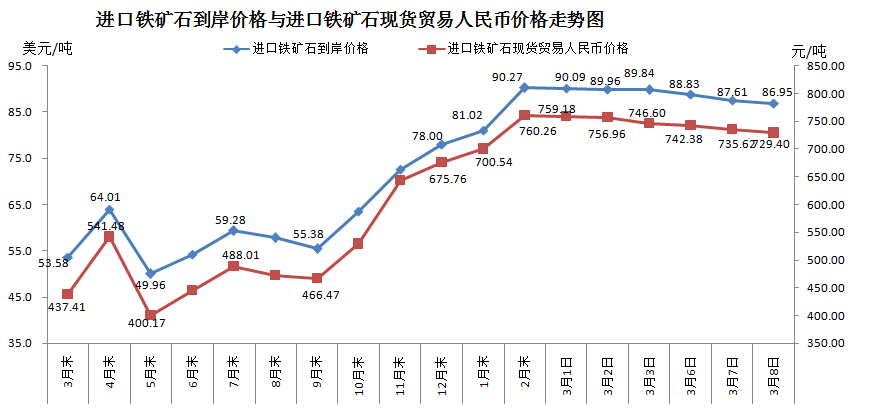 进口铁矿石到岸价格与进口铁矿石现货贸易人民币价格走势图
美元/吨
进口铁矿石到岸价格
进口铁矿石现货贸易人民币价格
元/吨
95.0
85.0
75.0
65.0
55.0
45.0
35.0
850.00
800.00
750.00
700.00
650.00
600.00
550.00
500.00
450.00
400.00
350.00
53.58
64.01
49.96
59.28
55.38
78.00
81.02
90.27
90.09
89.96
89.84
88.83
87.61
86.95
437.41
541.48
400.17
488.01
466.47
675.76
700.54
760.26
759.18
756.96
746.60
742.38
735.62
729.40
3月末
4月末
5月末
6月末
7月末
8月末
9月末
10月末
11月末
12月末
1月末
2月末
3月1日
3月2日
3月3日
3月6日
3月7日
3月8日